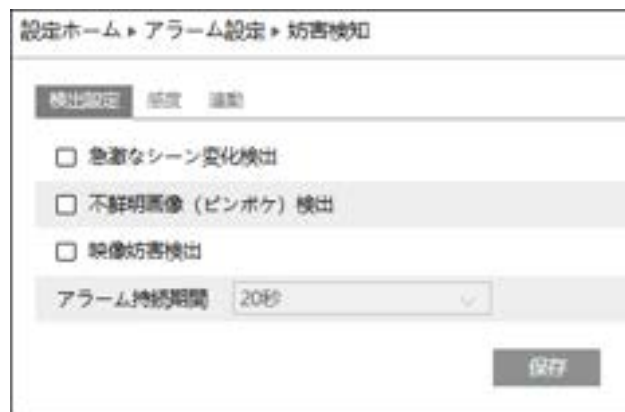 設定ホーム ▸ アラーム設定 ▸ 妨害検知
検出設定 感度 連動
急激なシーン変化検出
不鮮明画像（ピンボケ）検出
映像妨害検出
アラーム持続期間 20秒
保存